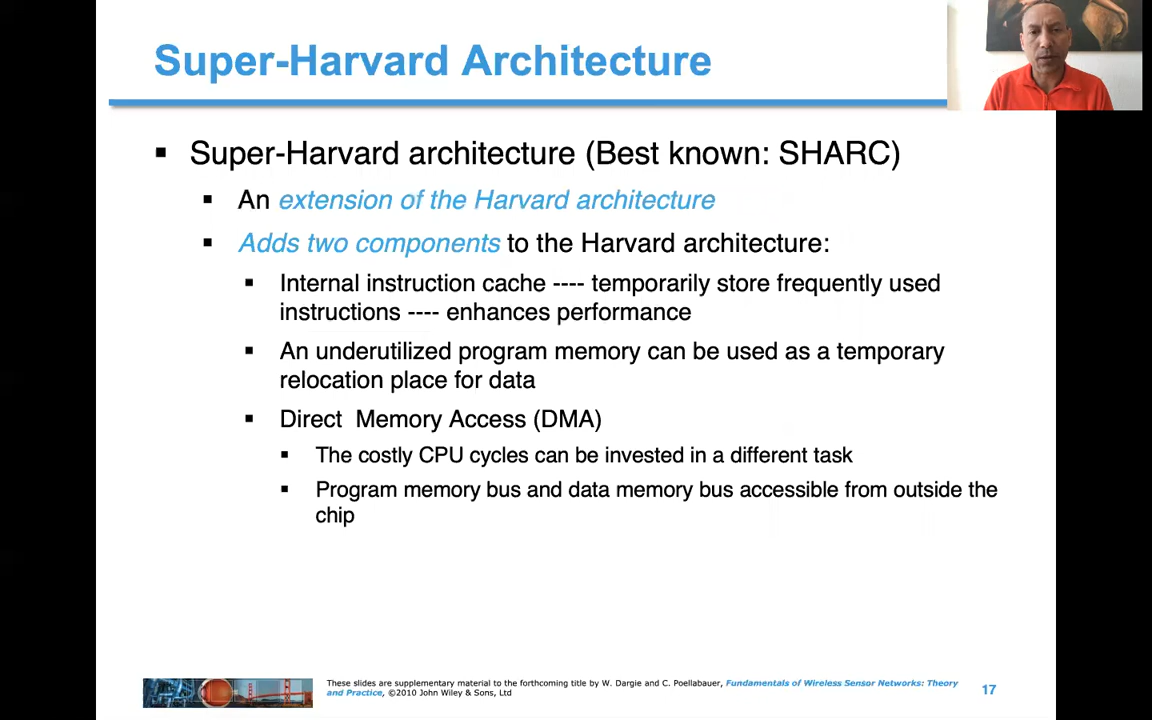 Super-Harvard Architecture
▪ Super-Harvard architecture (Best known: SHARC)
▪ An extension of the Harvard architecture
▪ Adds two components to the Harvard architecture:
▪ Internal instruction cache ---- temporarily store frequently used
instructions ---- enhances performance
▪ An underutilized program memory can be used as a temporary
relocation place for data
▪ Direct Memory Access (DMA)
▪ The costly CPU cycles can be invested in a different task
▪ Program memory bus and data memory bus accessible from outside the
chip
These slides are supplementary material to the forthcoming title by W. Dargie and C. Poellabauer, Fundamentals of Wireless Sensor Networks: Theory
and Practice, ©2010 John Wiley & Sons, Ltd
17